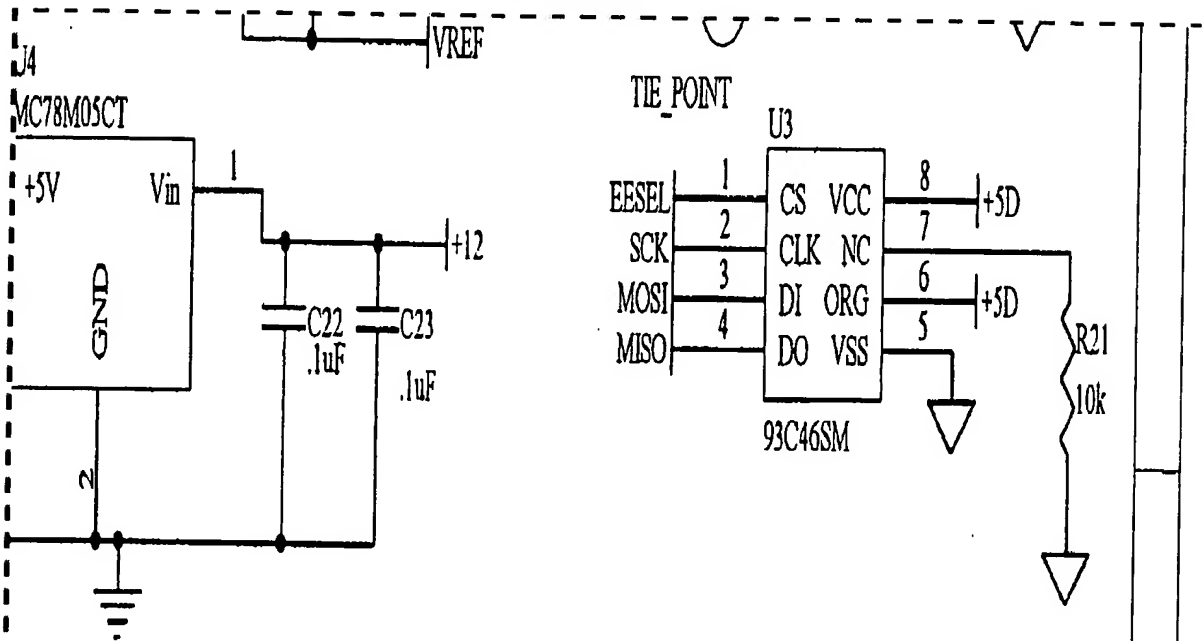 VREF
J4
MC78M05CT
+5V Vin 1
GND
2
+12
C22
.1uF
C23
.1uF
TIE_POINT
U3
EESEL 1 CS VCC 8 +5D
SCK 2 CLK NC 7
MOSI 3 DI ORG 6 +5D
MISO 4 DO VSS 5
93C46SM
R21
10k